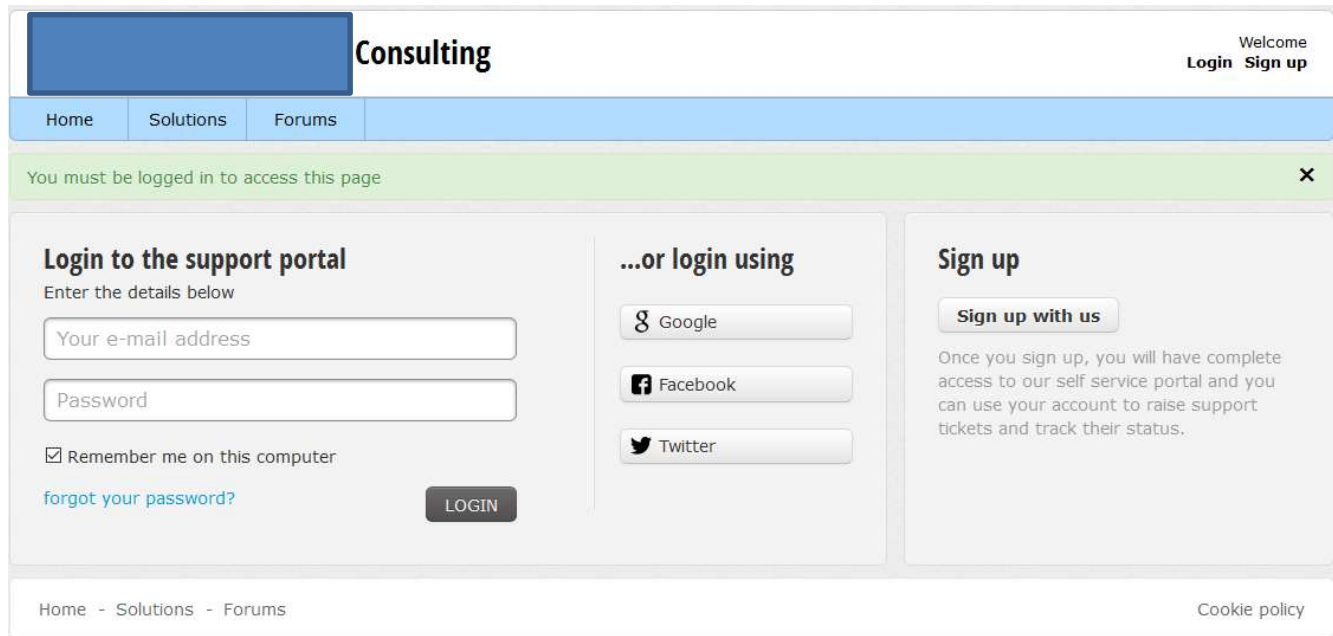 Consulting
Welcome
Login Sign up
Home Solutions Forums
You must be logged in to access this page
Login to the support portal
Enter the details below
Your e-mail address
Password
Remember me on this computer
forgot your password?
LOGIN
...or login using
Google
Facebook
Twitter
Sign up
Sign up with us
Once you sign up, you will have complete
access to our self service portal and you
can use your account to raise support
tickets and track their status.
Home - Solutions - Forums
Cookie policy